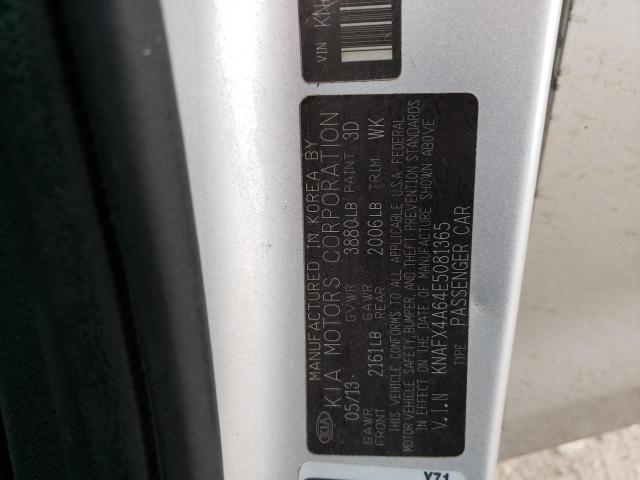 VIN KN
MANUFACTURED IN KOREA BY
KIA KIA MOTORS CORPORATION
05/13 GVWR 3880LB PAINT 3D
GAWR FRONT 2161LB GAWR REAR 2006LB TRIM WK
THIS VEHICLE CONFORMS TO ALL APPLICABLE U.S.A. FEDERAL
MOTOR VEHICLE SAFETY, BUMPER, AND THEFT PREVENTION STANDARDS
IN EFFECT ON THE DATE OF MANUFACTURE SHOWN ABOVE
V.I.N KNAFX4A64E5081365
TYPE PASSENGER CAR
Y71